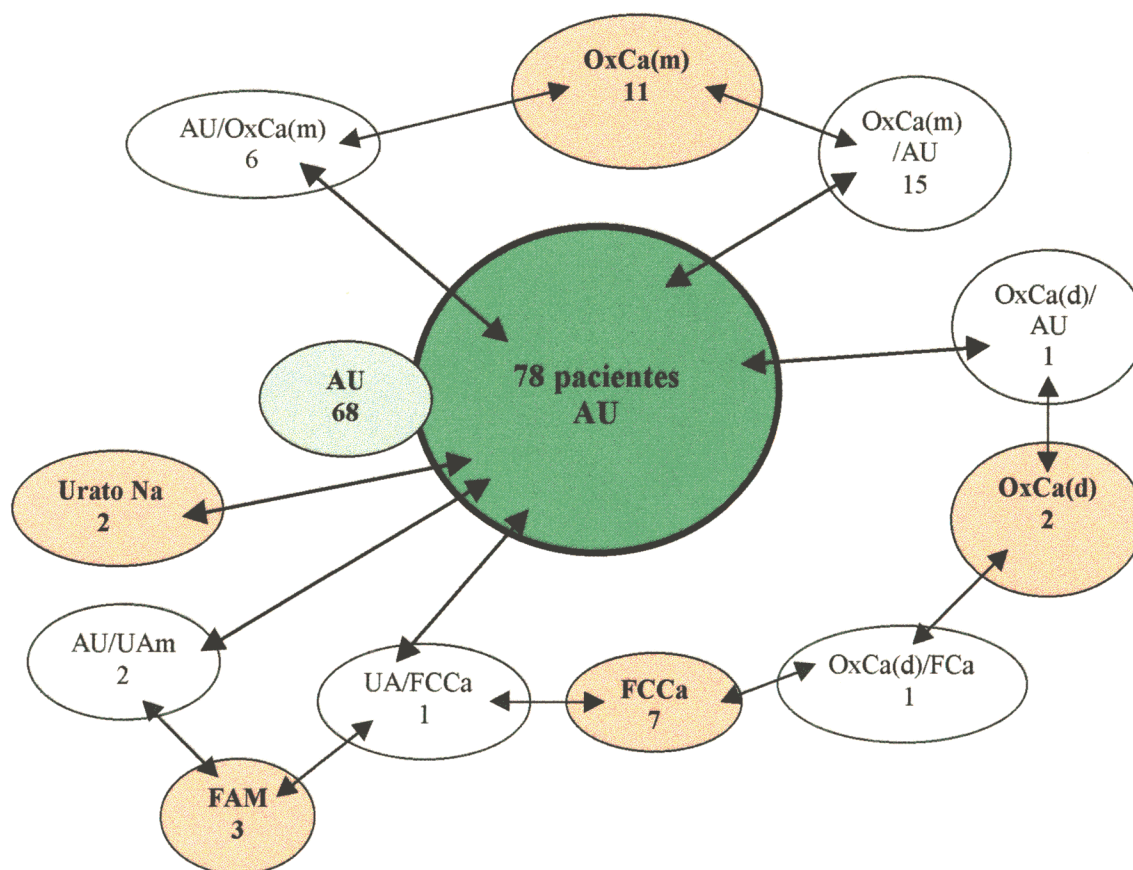 OxCa(m)
11
AU/OxCa(m)
6
OxCa(m)
/AU
15
OxCa(d)/
AU
1
78 pacientes
AU
AU
68
Urato Na
2
OxCa(d)
2
AU/UAm
2
UA/FCCa
1
FCCa
7
OxCa(d)/FCa
1
FAM
3